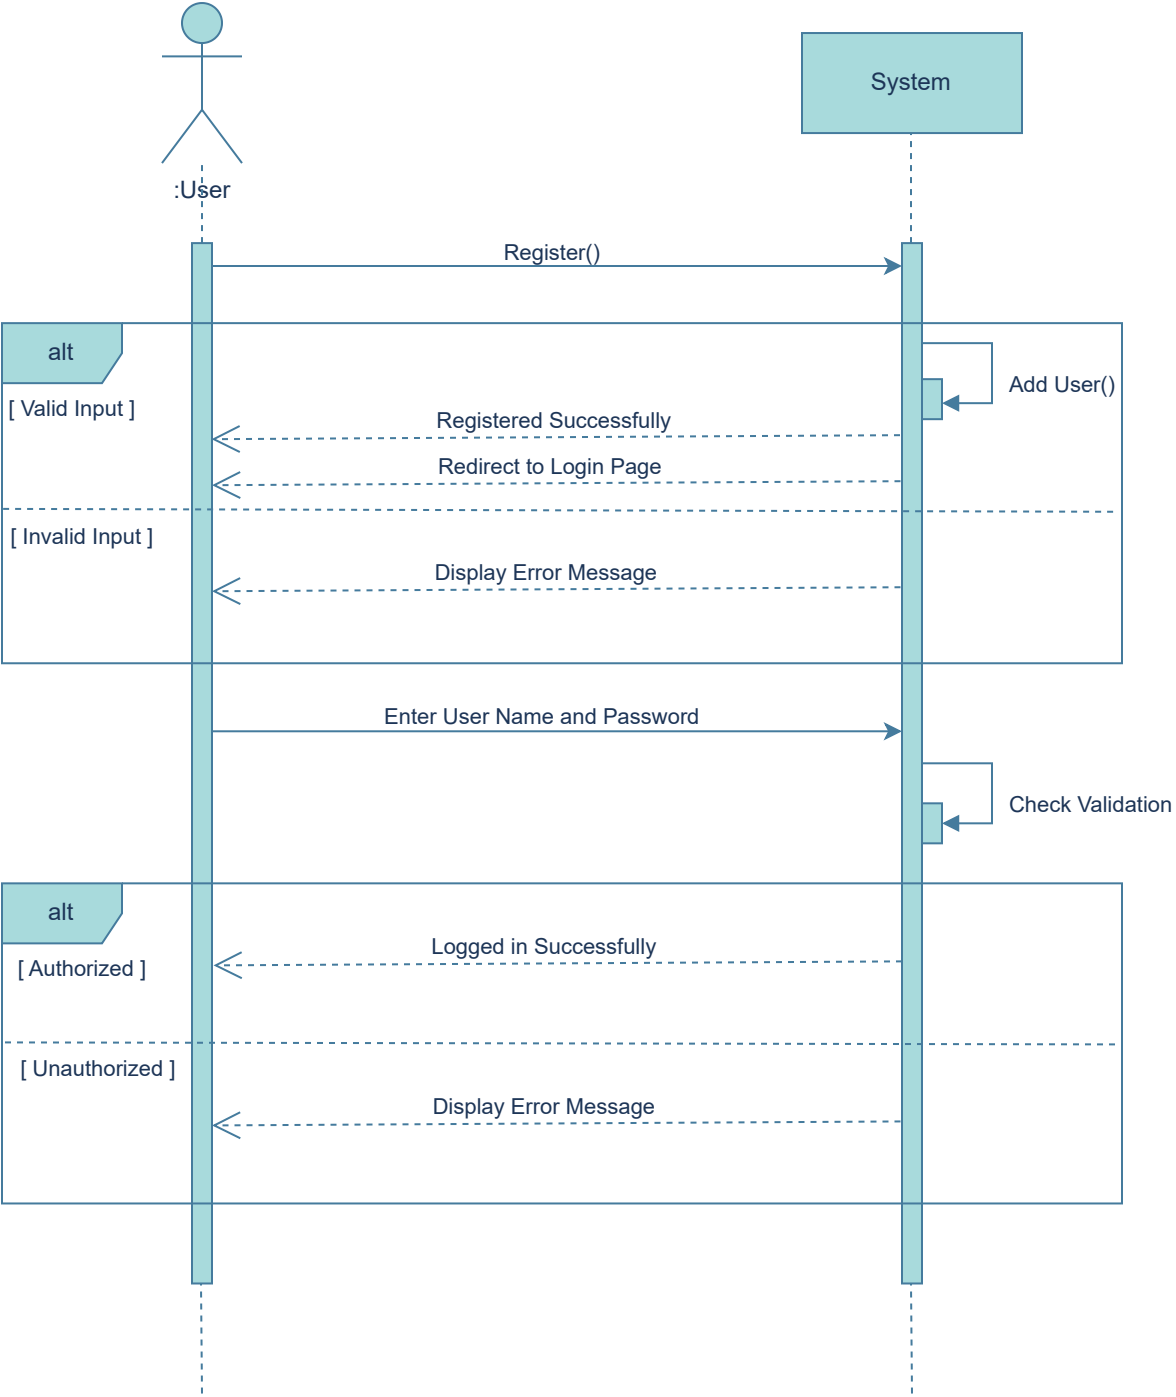 System
:User
Register()
alt
Add User()
[ Valid Input ]
Registered Successfully
Redirect to Login Page
[ Invalid Input ]
Display Error Message
Enter User Name and Password
Check Validation
alt
Logged in Successfully
[ Authorized ]
[ Unauthorized ]
Display Error Message